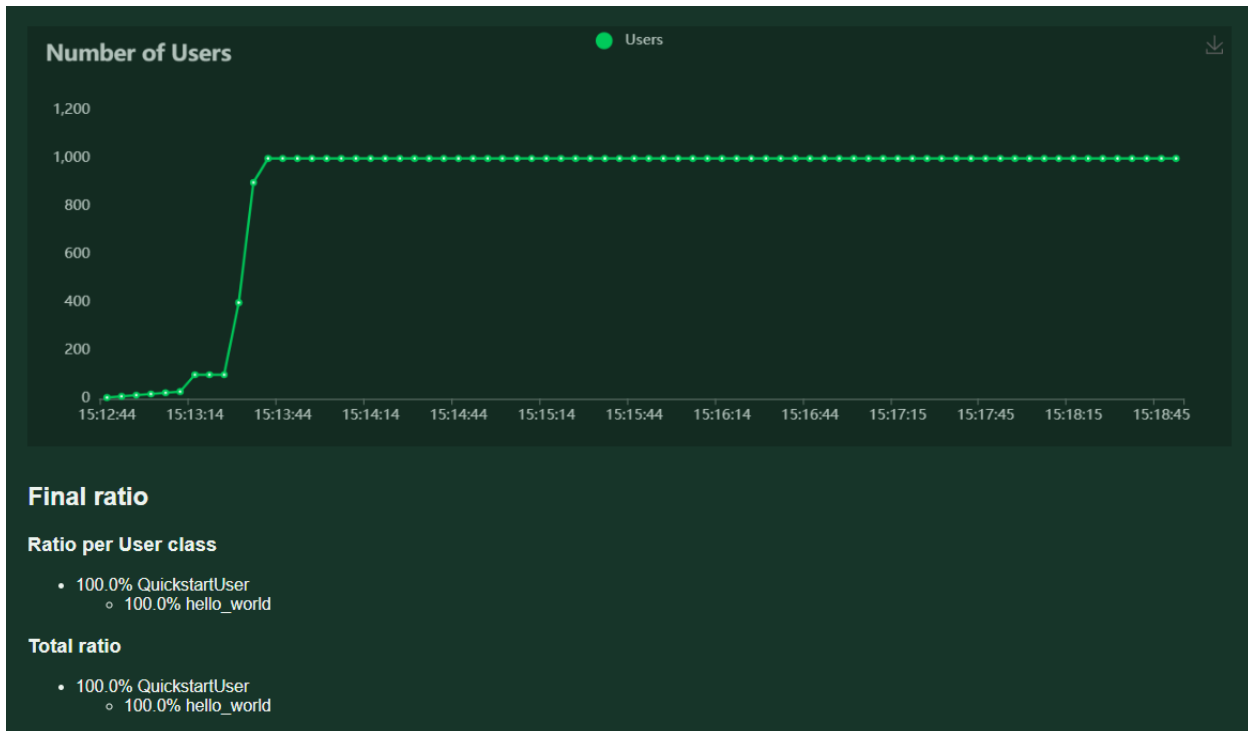 Number of Users
Users
1,200
1,000
800
600
400
200
0
15:12:44 15:13:14 15:13:44 15:14:14 15:14:44 15:15:14 15:15:44 15:16:14 15:16:44 15:17:15 15:17:45 15:18:15 15:18:45
Final ratio
Ratio per User class
100.0% QuickstartUser
100.0% hello_world
Total ratio
100.0% QuickstartUser
100.0% hello_world